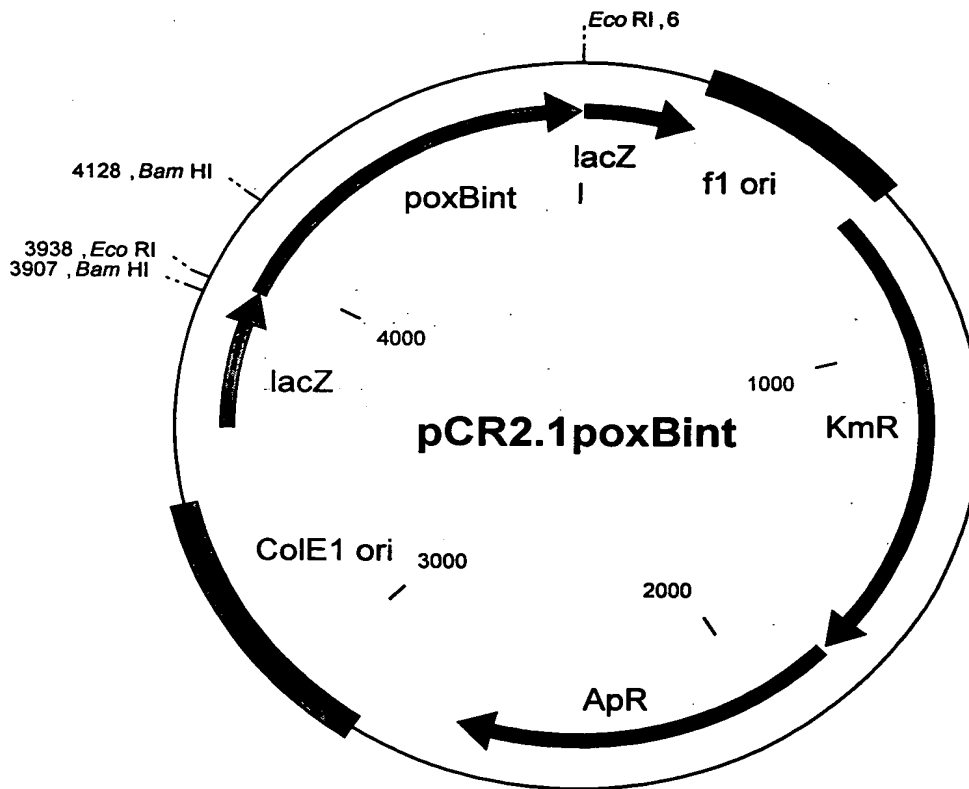 Eco RI , 6
4128 , Bam HI
lacZ
f1 ori
poxBint
3938 , Eco RI
3907 , Bam HI
4000
lacZ
1000
pCR2.1poxBint
KmR
ColE1 ori
3000
2000
ApR